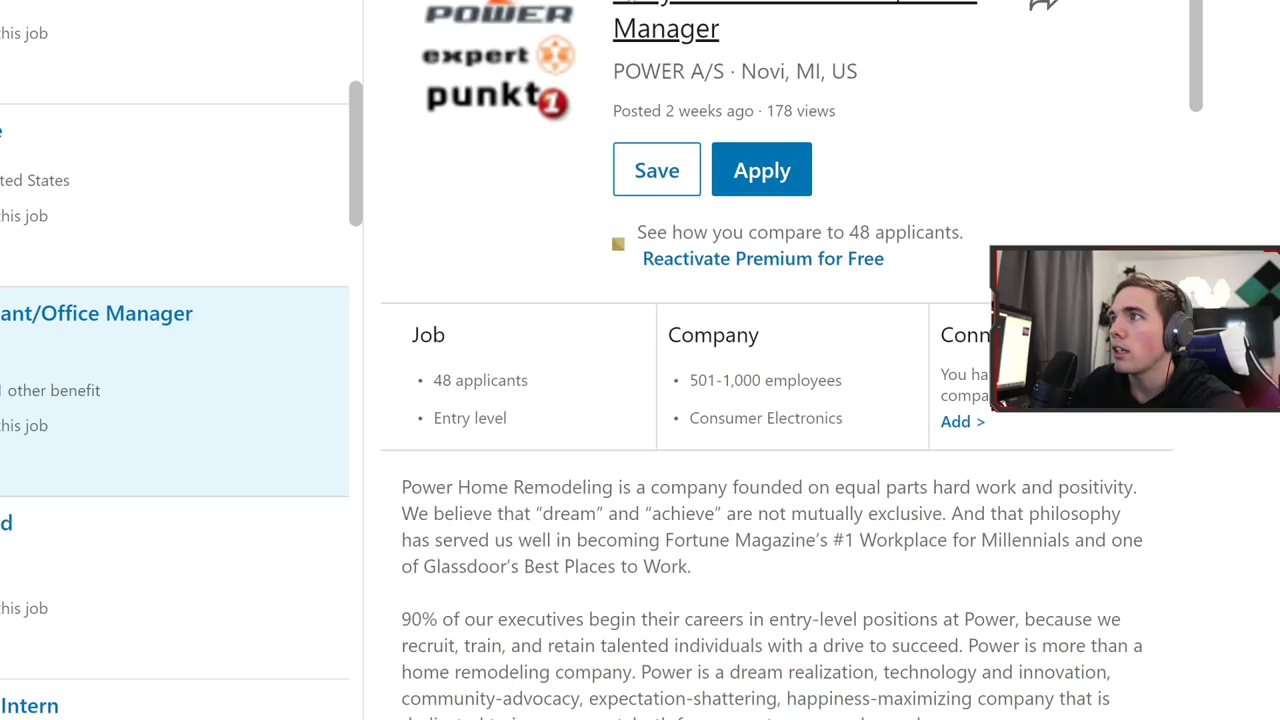 his job
e
ted States
his job
ant/Office Manager
other benefit
his job
d
his job
Intern
POWER
expert
punkt1
Manager
POWER A/S · Novi, MI, US
Posted 2 weeks ago · 178 views
Save
Apply
See how you compare to 48 applicants.
Reactivate Premium for Free
Job
• 48 applicants
• Entry level
Company
• 501-1,000 employees
• Consumer Electronics
Conn
You ha
compa
Add >
Power Home Remodeling is a company founded on equal parts hard work and positivity.
We believe that “dream” and “achieve” are not mutually exclusive. And that philosophy
has served us well in becoming Fortune Magazine’s #1 Workplace for Millennials and one
of Glassdoor’s Best Places to Work.
90% of our executives begin their careers in entry-level positions at Power, because we
recruit, train, and retain talented individuals with a drive to succeed. Power is more than a
home remodeling company. Power is a dream realization, technology and innovation,
community-advocacy, expectation-shattering, happiness-maximizing company that is